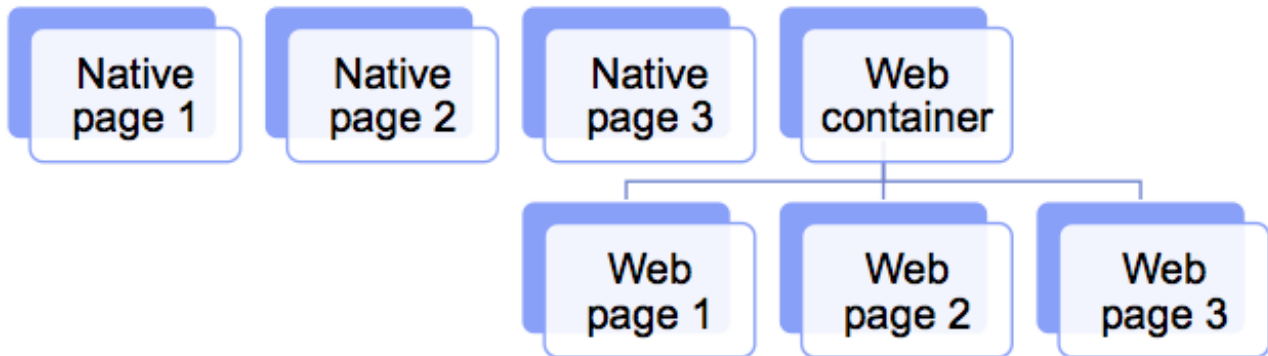 Native
page 1
Native
page 2
Native
page 3
Web
container
Web
page 1
Web
page 2
Web
page 3